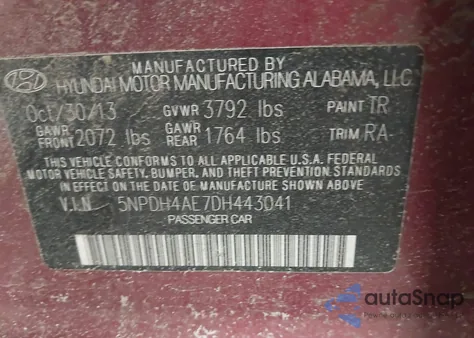 MANUFACTURED BY
HYUNDAI MOTOR MANUFACTURING ALABAMA, LLC
Oct/30/13 GVWR 3792 lbs PAINT TR
GAWR FRONT 2072 lbs GAWR REAR 1764 lbs TRIM RA-
THIS VEHICLE CONFORMS TO ALL APPLICABLE U.S.A. FEDERAL
MOTOR VEHICLE SAFETY, BUMPER, AND THEFT PREVENTION STANDARDS
IN EFFECT ON THE DATE OF MANUFACTURE SHOWN ABOVE
V.I.N 5NPDH4AE7DH443041
PASSENGER CAR
autoSnap